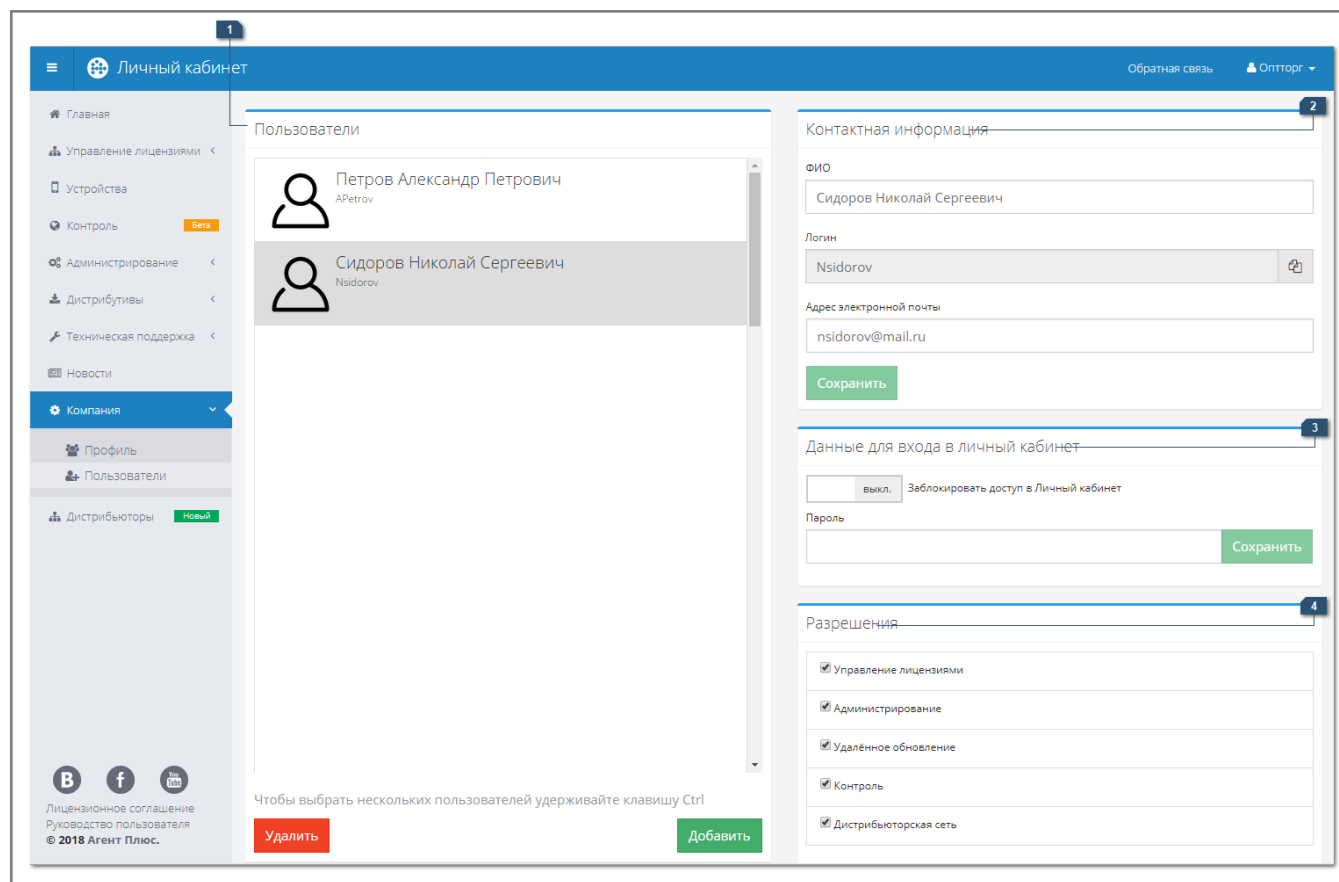 1
Личный кабинет
Обратная связь
Оптторг
Главная
Управление лицензиями
Устройства
Контроль
Бета
Администрирование
Дистрибутивы
Техническая поддержка
Новости
Компания
Профиль
Пользователи
Дистрибьюторы
Новый
B
f
You Tube
Лицензионное соглашение
Руководство пользователя
© 2018 Агент Плюс.
Пользователи
Петров Александр Петрович
APetrov
Сидоров Николай Сергеевич
Nsidorov
Чтобы выбрать нескольких пользователей удерживайте клавишу Ctrl
Удалить
Добавить
2
Контактная информация
ФИО
Сидоров Николай Сергеевич
Логин
Nsidorov
Адрес электронной почты
nsidorov@mail.ru
Сохранить
3
Данные для входа в личный кабинет
выкл.
Заблокировать доступ в Личный кабинет
Пароль
Сохранить
4
Разрешения
Управление лицензиями
Администрирование
Удалённое обновление
Контроль
Дистрибьюторская сеть